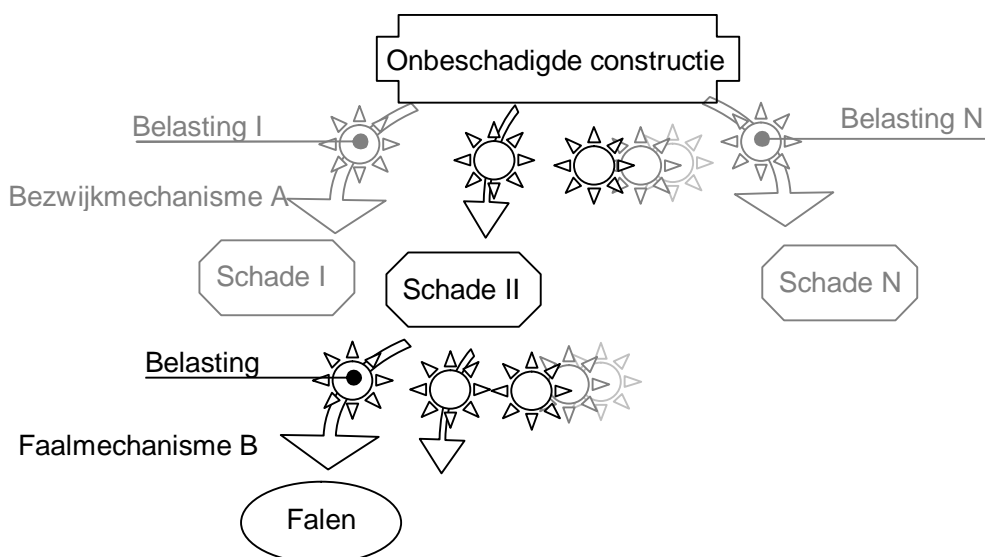 Onbeschadigde constructie
Belasting I
Belasting N
Bezwijkmechanisme A
Schade I
Schade II
Schade N
Belasting
Faalmechanisme B
Falen